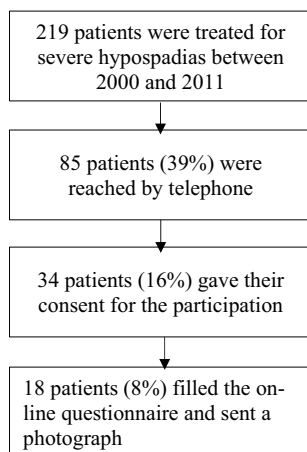 219 patients were treated for
severe hypospadias between
2000 and 2011
85 patients (39%) were
reached by telephone
34 patients (16%) gave their
consent for the participation
18 patients (8%) filled the on-
line questionnaire and sent a
photograph